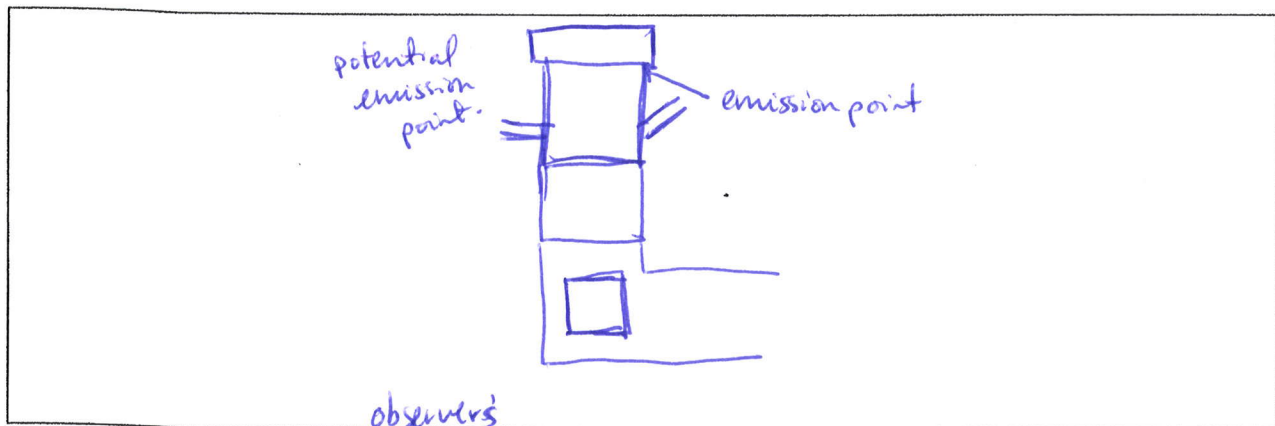 potential
emission
point.
emission point
observers'